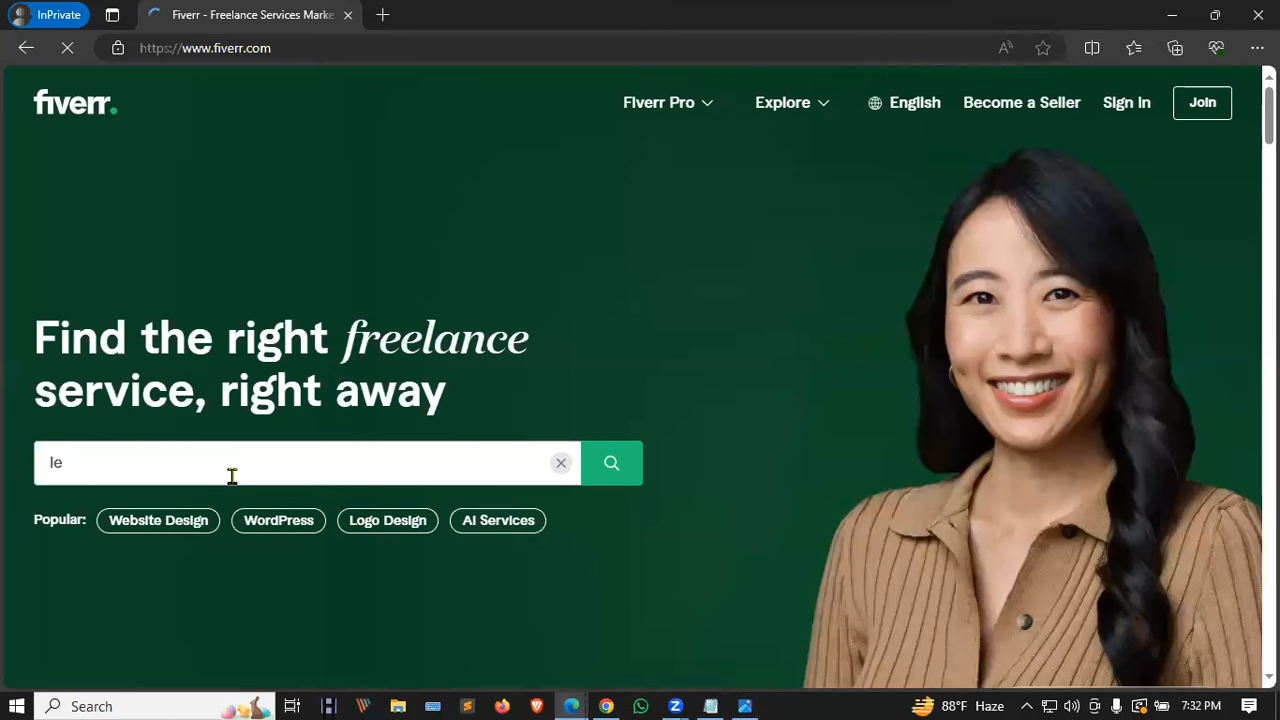 InPrivate
Fiverr - Freelance Services Marke
https://www.fiverr.com
fiverr.
Fiverr Pro
Explore
English
Become a Seller
Sign In
Join
Find the right freelance
service, right away
le
Popular:
Website Design
WordPress
Logo Design
AI Services
Search
88°F Haze
7:32 PM